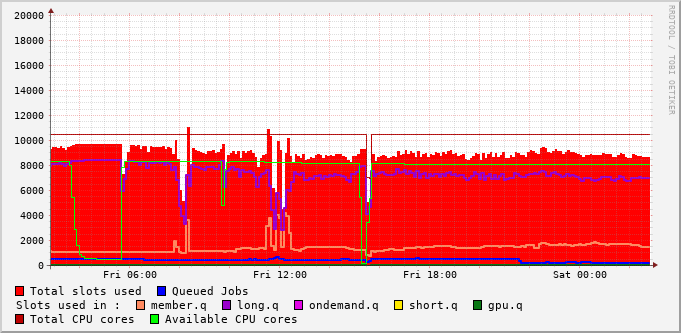 20000
18000
16000
14000
12000
10000
8000
6000
4000
2000
0
Fri 06:00 Fri 12:00 Fri 18:00 Sat 00:00
Total slots used Queued Jobs
Slots used in : member.q long.q ondemand.q short.q gpu.q
Total CPU cores Available CPU cores
RRDTOOL / TOBI OETIKER